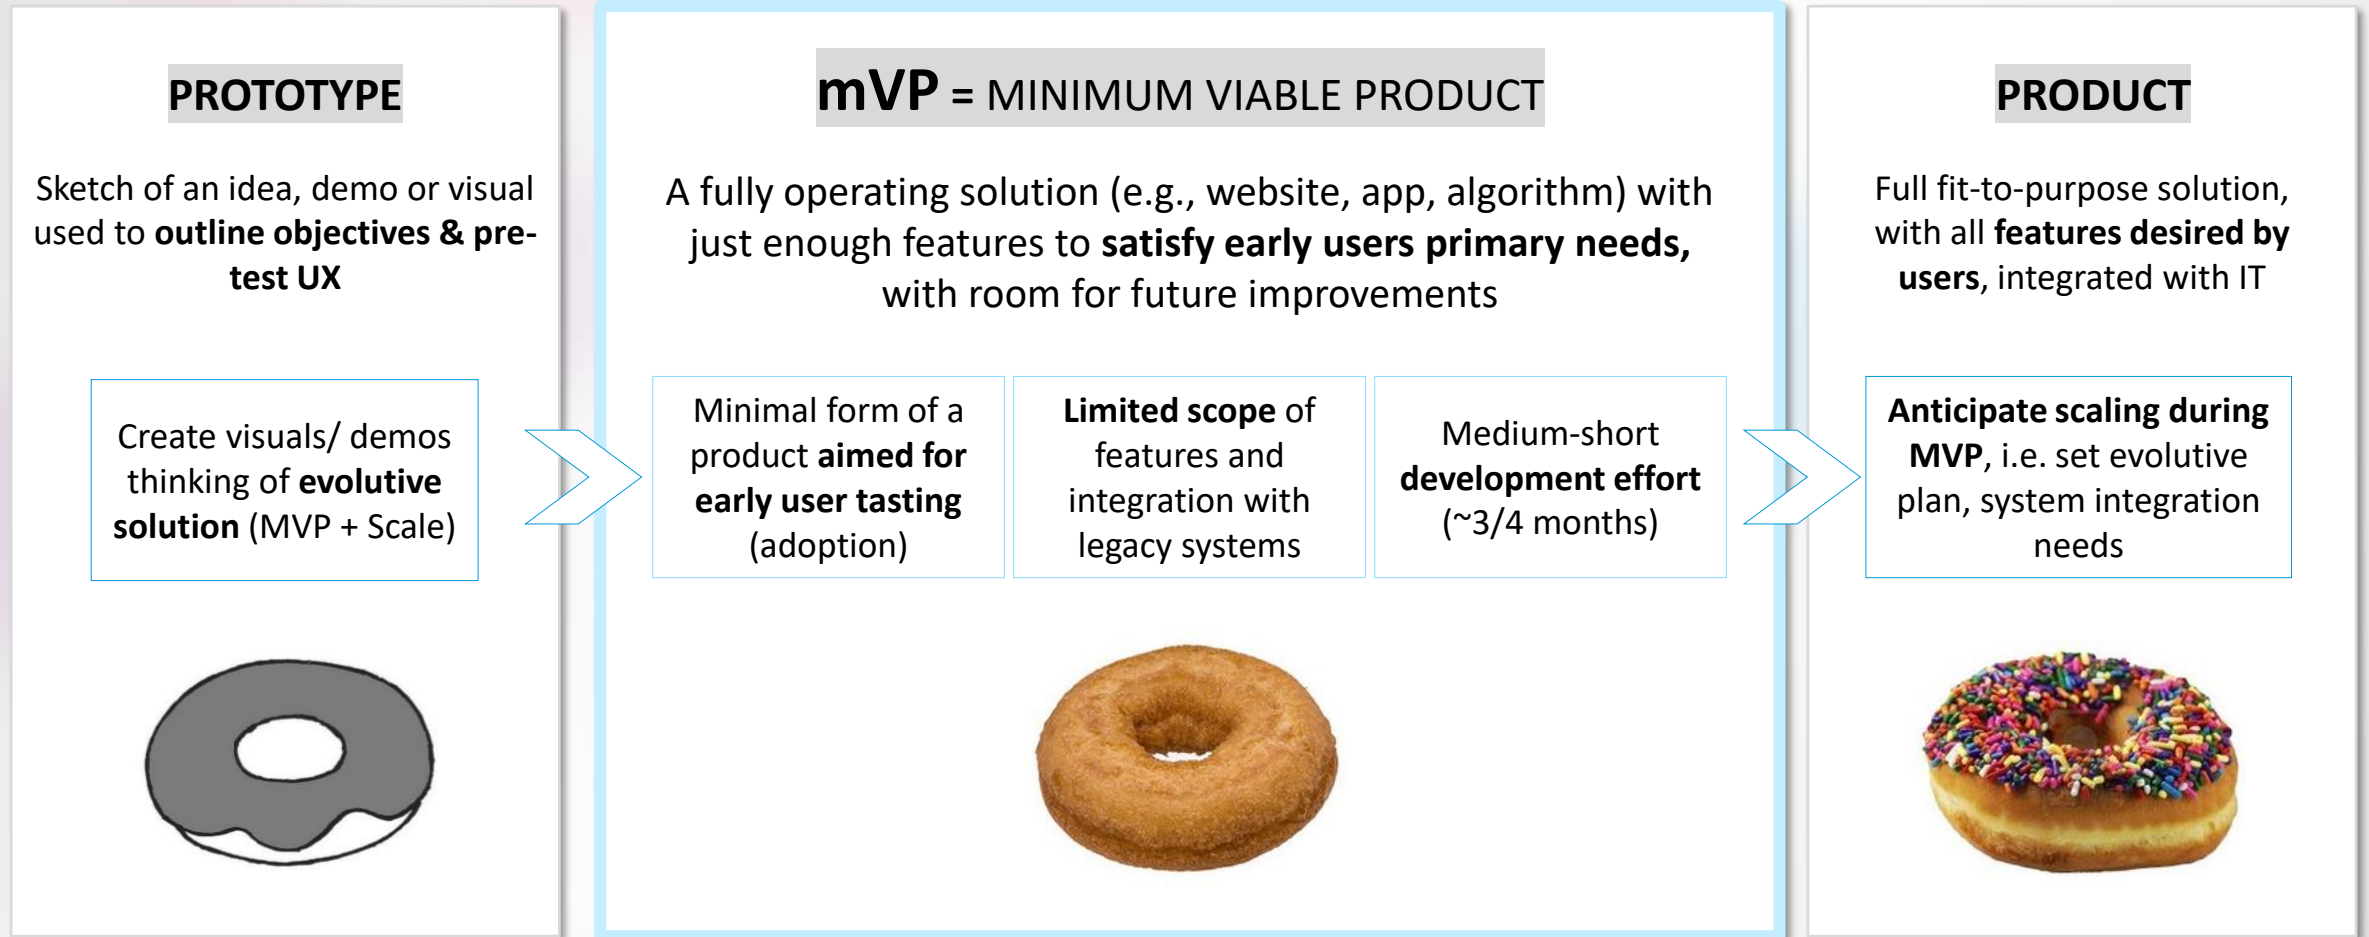 PROTOTYPE
Sketch of an idea, demo or visual
used to outline objectives & pre-
test UX
Create visuals/ demos
thinking of evolutive
solution (MVP + Scale)
mVP = MINIMUM VIABLE PRODUCT
A fully operating solution (e.g., website, app, algorithm) with
just enough features to satisfy early users primary needs,
with room for future improvements
Minimal form of a
product aimed for
early user tasting
(adoption)
Limited scope of
features and
integration with
legacy systems
Medium-short
development effort
(~3/4 months)
PRODUCT
Full fit-to-purpose solution,
with all features desired by
users, integrated with IT
Anticipate scaling during
MVP, i.e. set evolutive
plan, system integration
needs